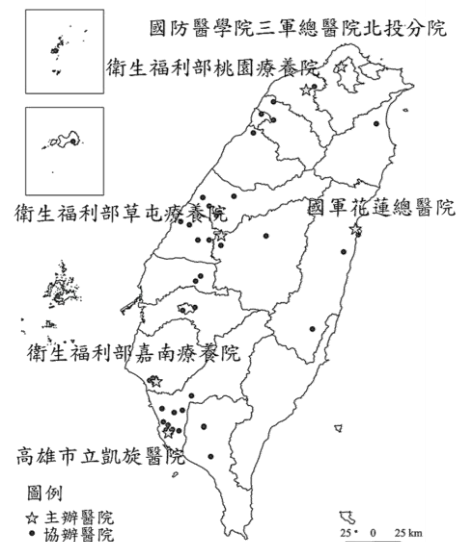 國防醫學院三軍總醫院北投分院
衛生福利部桃園療養院
衛生福利部草屯療養院
國軍花蓮總醫院
衛生福利部嘉南療養院
高雄市立凱旋醫院
圖例
☆ 主辦醫院
• 協辦醫院
25 0 25 km